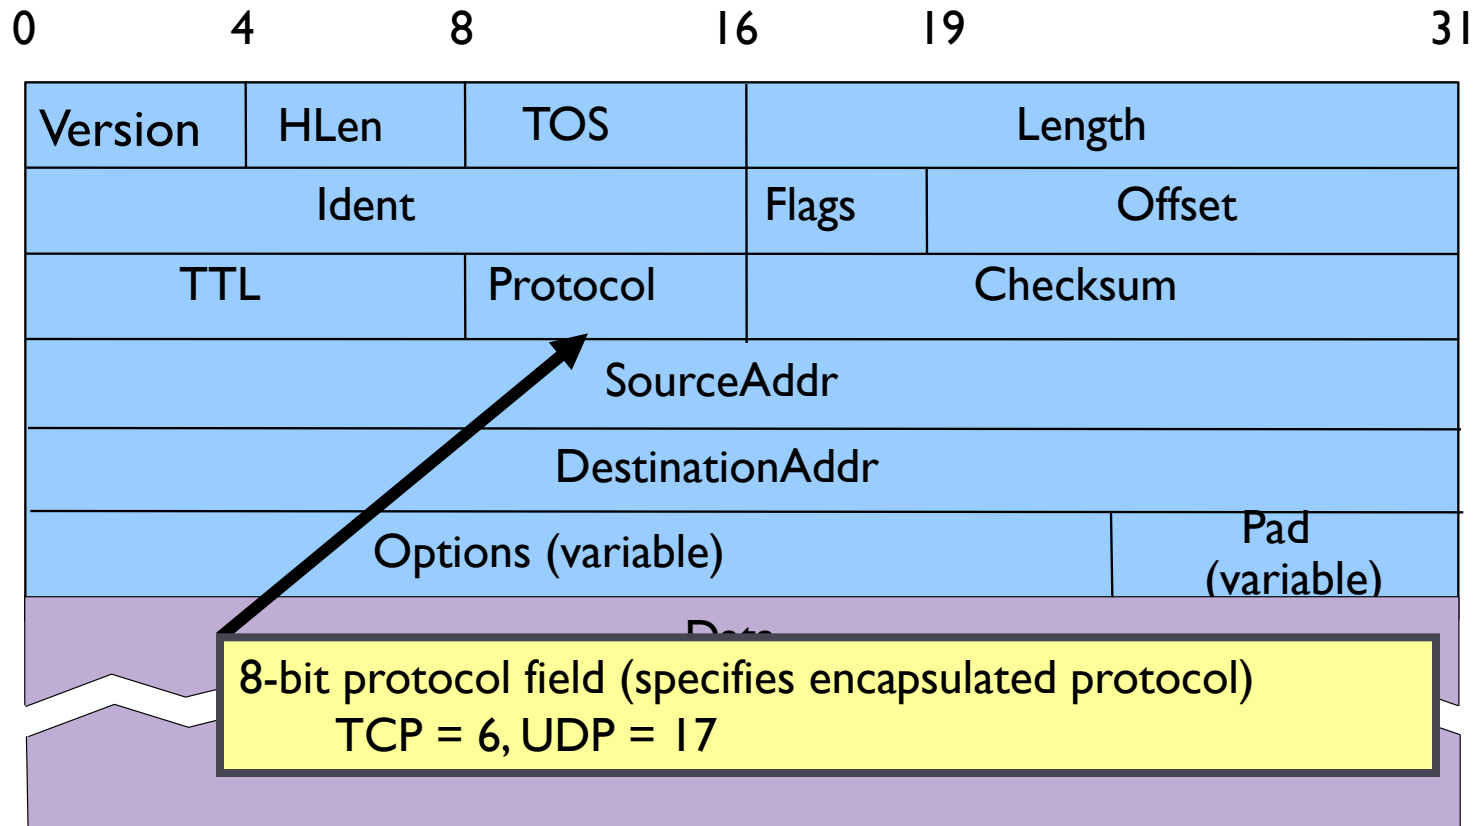 0 4 8 16 19 31
Version HLen TOS Length
Ident Flags Offset
TTL Protocol Checksum
SourceAddr
DestinationAddr
Options (variable) Pad
(variable)
8-bit protocol field (specifies encapsulated protocol)
TCP = 6, UDP = 17